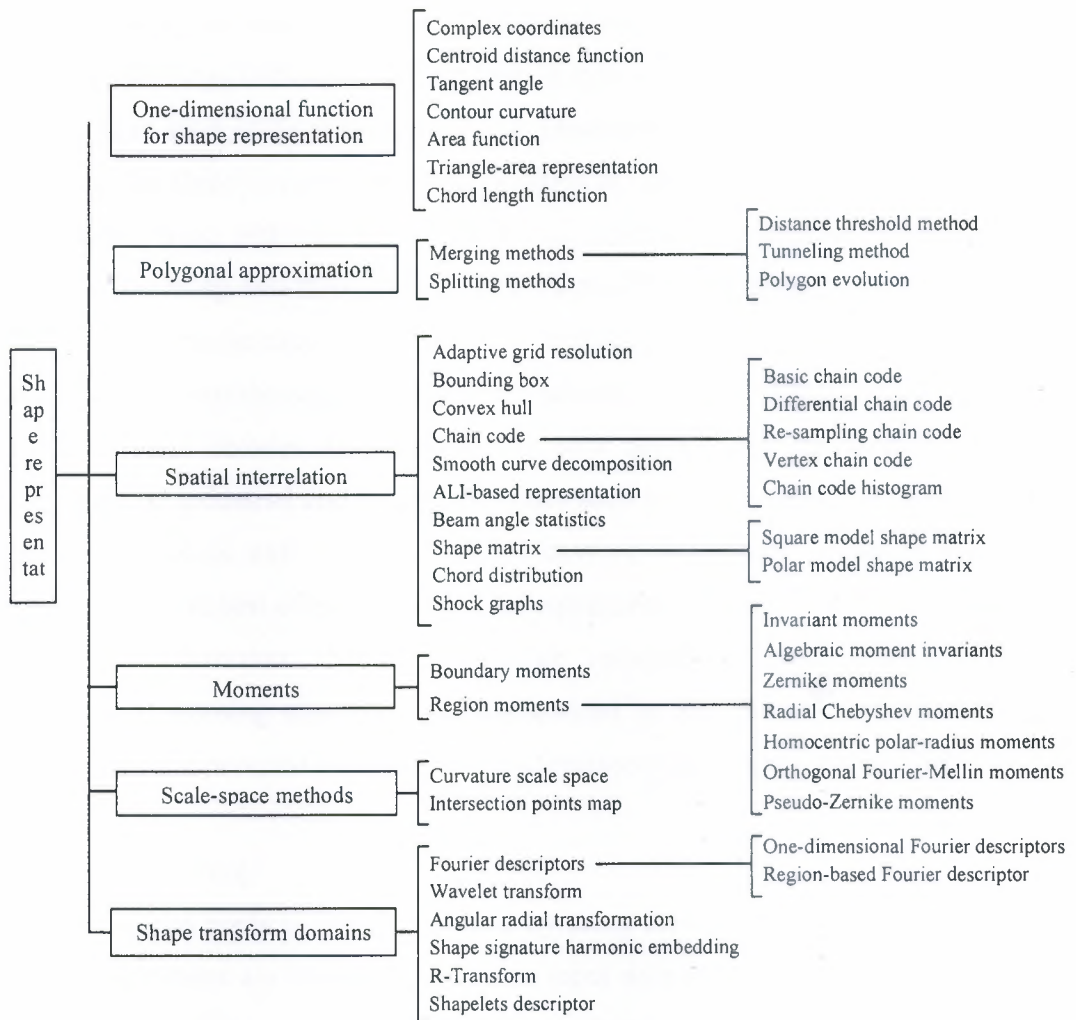 Sh
ap
e
re
pr
es
en
tat
One-dimensional function
for shape representation
Complex coordinates
Centroid distance function
Tangent angle
Contour curvature
Area function
Triangle-area representation
Chord length function
Polygonal approximation
Merging methods
Splitting methods
Distance threshold method
Tunneling method
Polygon evolution
Spatial interrelation
Adaptive grid resolution
Bounding box
Convex hull
Chain code
Smooth curve decomposition
ALI-based representation
Beam angle statistics
Shape matrix
Chord distribution
Shock graphs
Basic chain code
Differential chain code
Re-sampling chain code
Vertex chain code
Chain code histogram
Square model shape matrix
Polar model shape matrix
Moments
Boundary moments
Region moments
Invariant moments
Algebraic moment invariants
Zernike moments
Radial Chebyshev moments
Homocentric polar-radius moments
Orthogonal Fourier-Mellin moments
Pseudo-Zernike moments
Scale-space methods
Curvature scale space
Intersection points map
Shape transform domains
Fourier descriptors
Wavelet transform
Angular radial transformation
Shape signature harmonic embedding
R-Transform
Shapelets descriptor
One-dimensional Fourier descriptors
Region-based Fourier descriptor